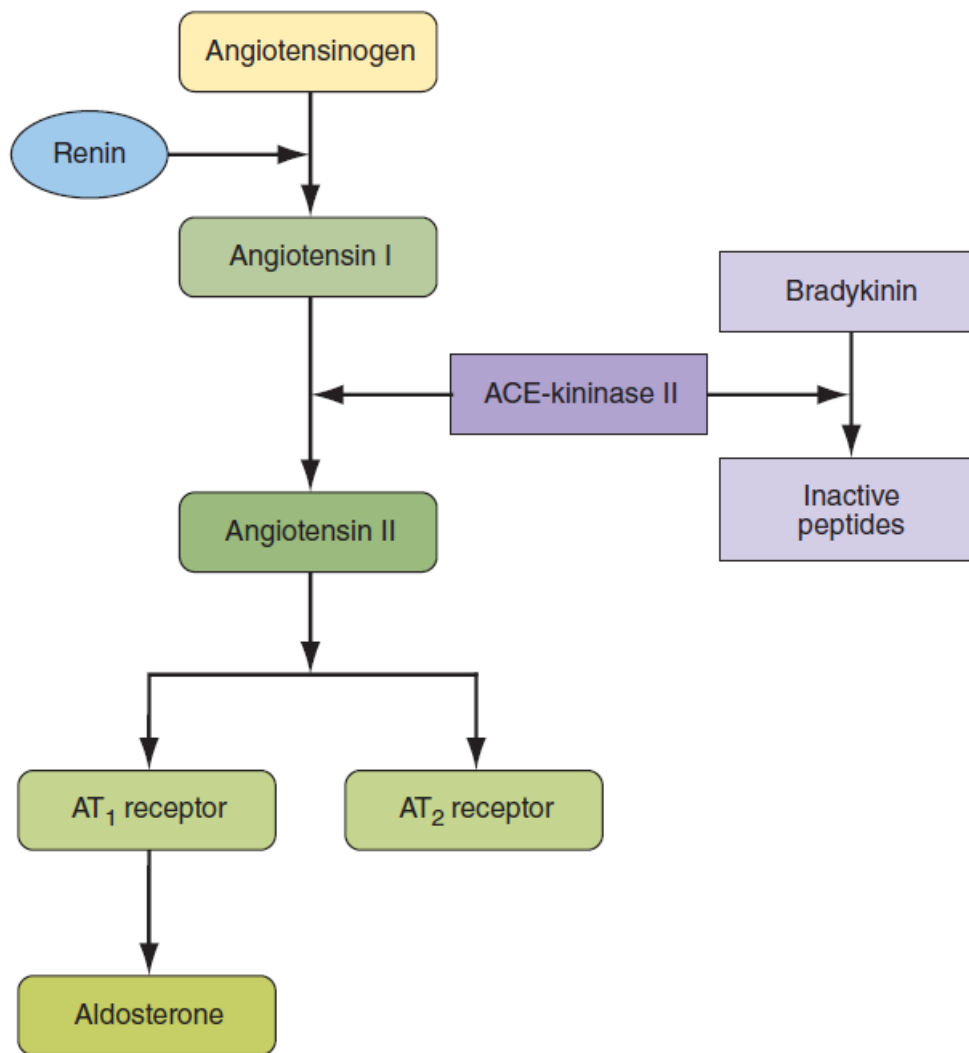 Angiotensinogen
Renin
Angiotensin I
Bradykinin
ACE-kininase II
Inactive
peptides
Angiotensin II
AT1 receptor
AT2 receptor
Aldosterone